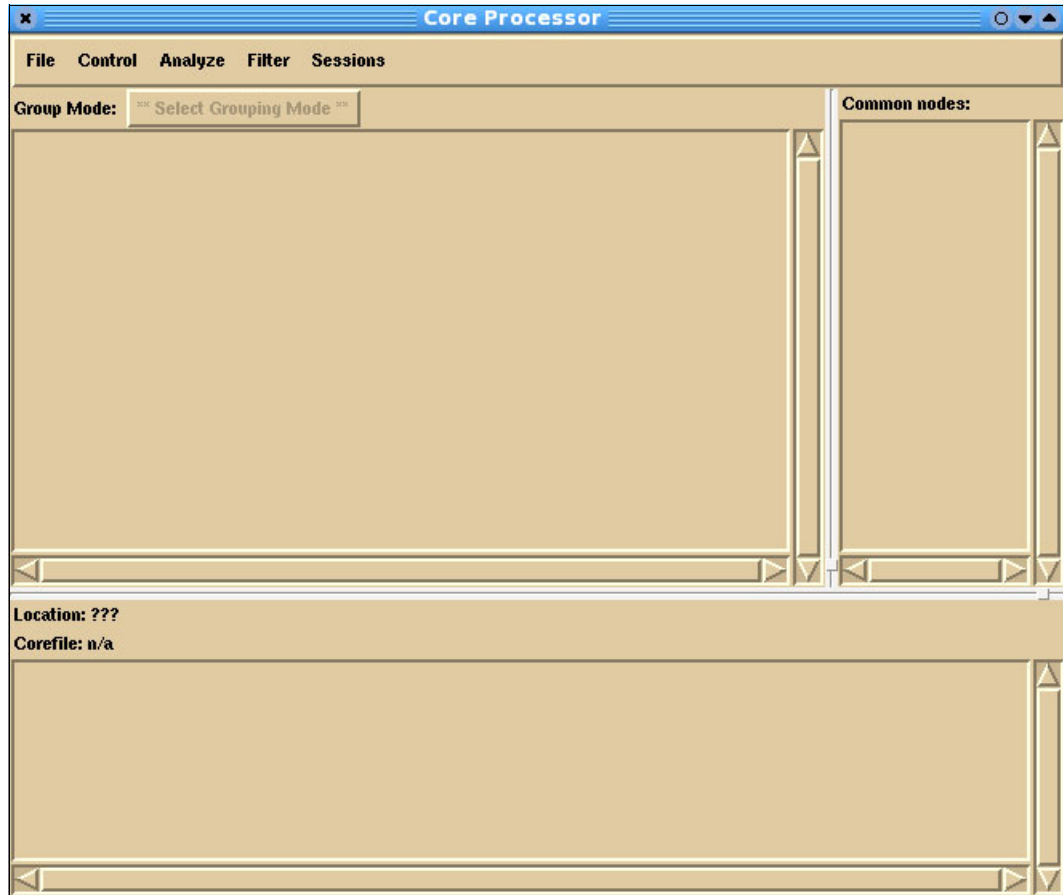 Core Processor
File Control Analyze Filter Sessions
Group Mode: ** Select Grouping Mode **
Common nodes:
Location: ???
Corefile: n/a